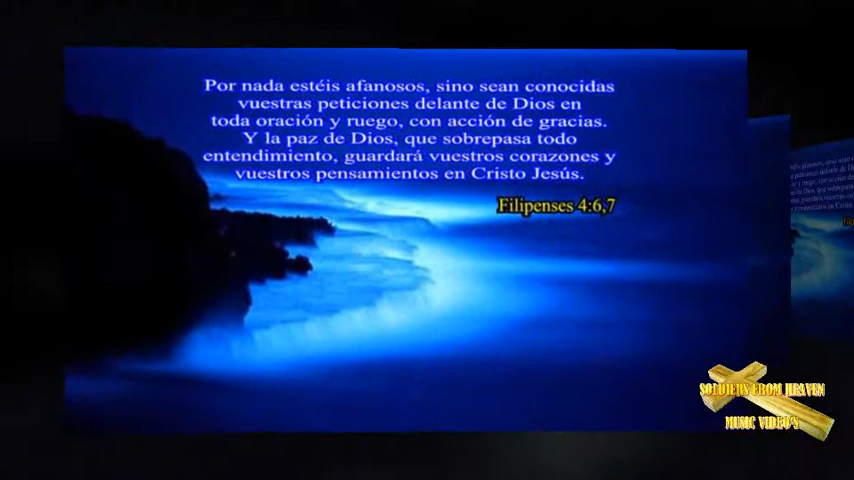 Por nada estéis afanosos, sino sean conocidas
vuestras peticiones delante de Dios en
toda oración y ruego, con acción de gracias.
Y la paz de Dios, que sobrepasa todo
entendimiento, guardará vuestros corazones y
vuestros pensamientos en Cristo Jesús.
Filipenses 4:6,7
SOLDIERS FROM HEAVEN
MUSIC VIDEO'S